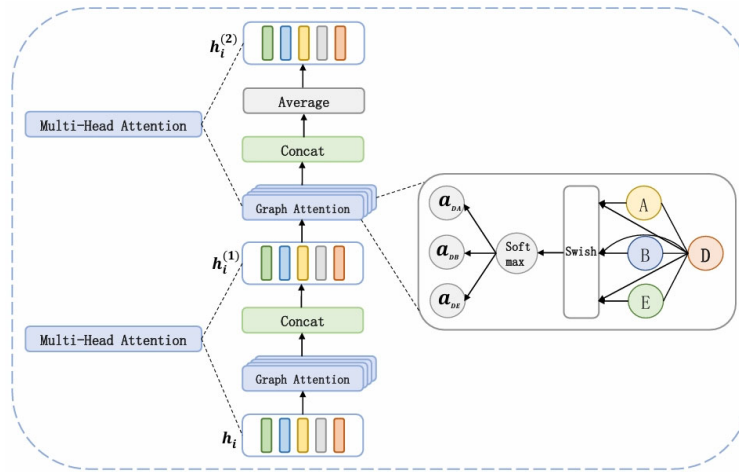 h_i^(2)
Average
Multi-Head Attention
Concat
Graph Attention
h_i^(1)
Multi-Head Attention
Concat
Graph Attention
h_i
a_DA
a_DB
a_DE
Soft
max
Swish
A
B
D
E